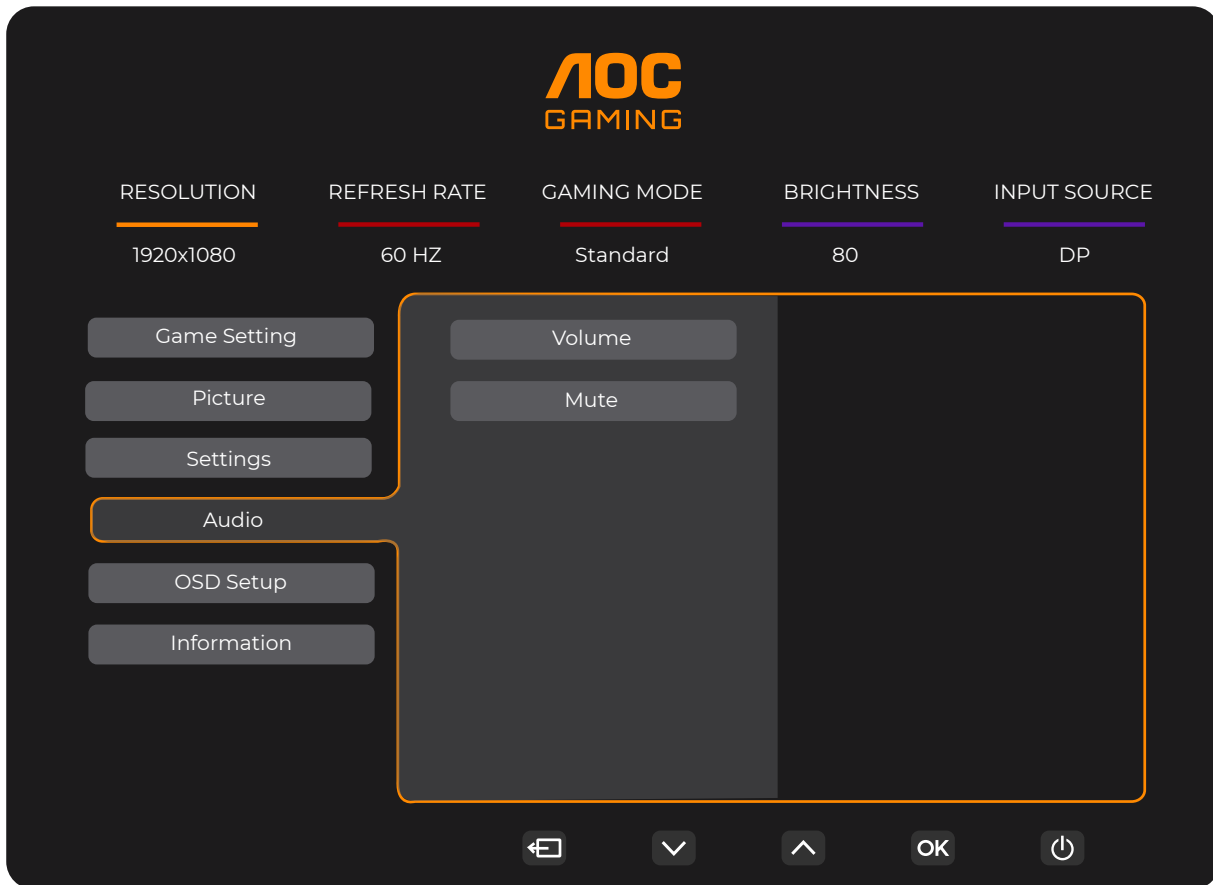 AOC
GAMING
RESOLUTION REFRESH RATE GAMING MODE BRIGHTNESS INPUT SOURCE
1920x1080 60 HZ Standard 80 DP
Game Setting Volume
Picture Mute
Settings
Audio
OSD Setup
Information
OK